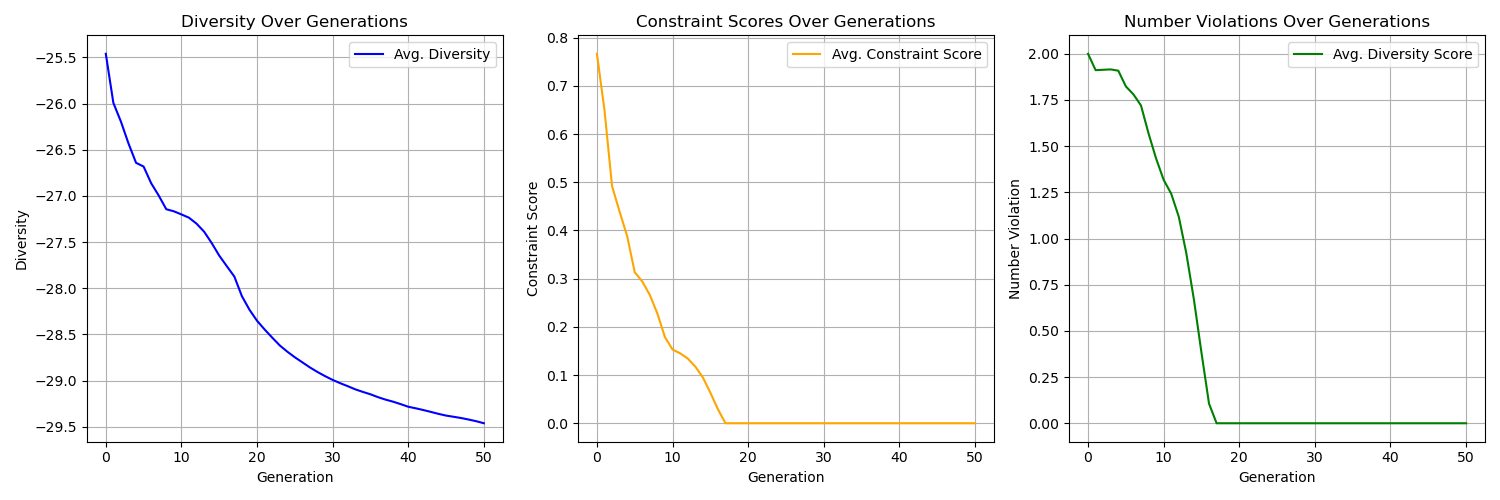 Diversity Over Generations
Avg. Diversity
Diversity
−25.5
−26.0
−26.5
−27.0
−27.5
−28.0
−28.5
−29.0
−29.5
0 10 20 30 40 50
Generation
Constraint Scores Over Generations
Avg. Constraint Score
Constraint Score
0.8
0.7
0.6
0.5
0.4
0.3
0.2
0.1
0.0
0 10 20 30 40 50
Generation
Number Violations Over Generations
Avg. Diversity Score
Number Violation
2.00
1.75
1.50
1.25
1.00
0.75
0.50
0.25
0.00
0 10 20 30 40 50
Generation